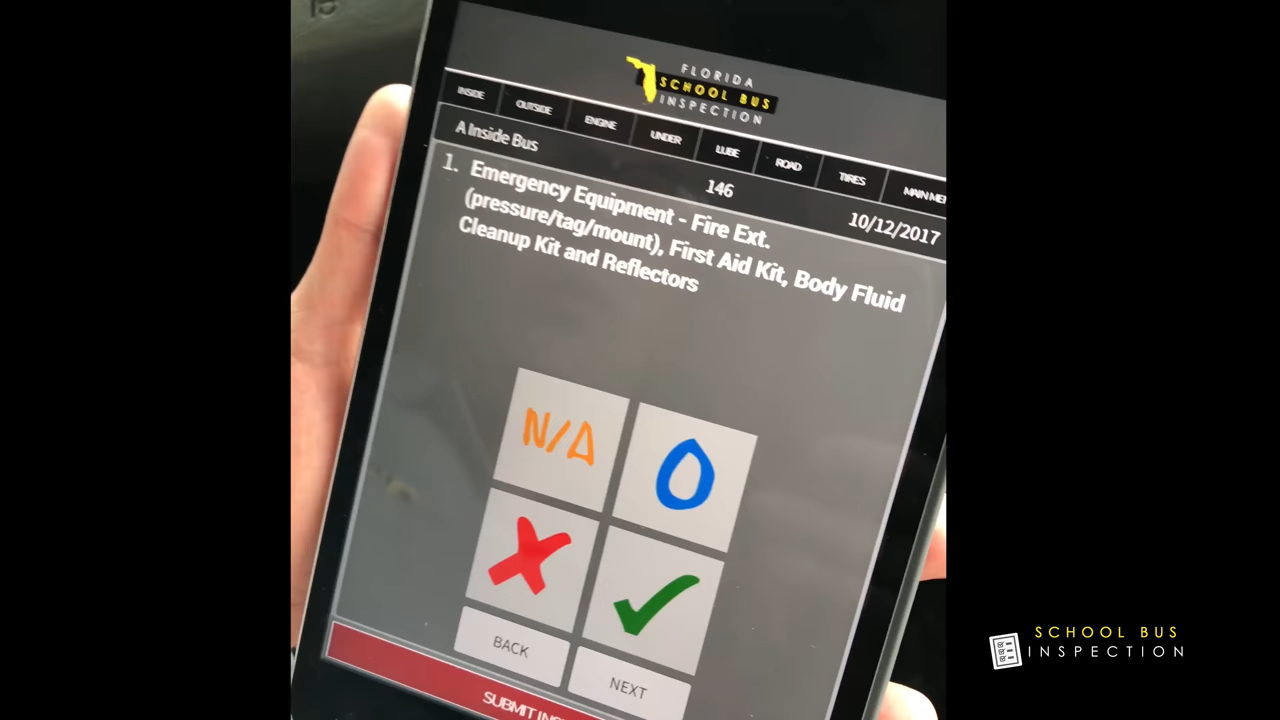 FLORIDA
SCHOOL BUS
INSPECTION
INSIDE OUTSIDE ENGINE UNDER LUBE ROAD TIRES MAIN
A Inside Bus
146
10/12/2017
1. Emergency Equipment - Fire Ext.
(pressure/tag/mount), First Aid Kit, Body Fluid
Cleanup Kit and Reflectors
N/A O
BACK NEXT
SUBMIT
SCHOOL BUS
INSPECTION